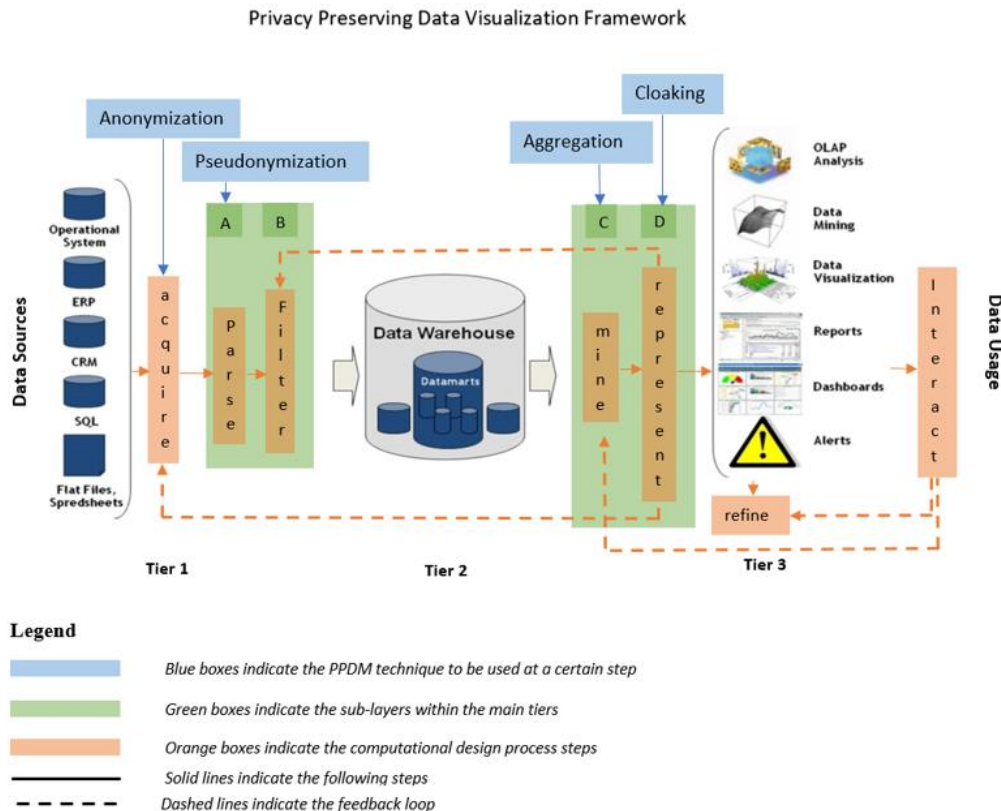 Privacy Preserving Data Visualization Framework
Cloaking
Anonymization
Aggregation
Pseudonymization
Data Sources
Operational
System
ERP
CRM
SQL
Flat Files,
Spredsheets
acquire
A
B
Parse
Filter
Data Warehouse
Datamarts
C
D
mine
represent
OLAP
Analysis
Data
Mining
Data
Visualization
Reports
Dashboards
Alerts
refine
Interact
Data Usage
Tier 1
Tier 2
Tier 3
Legend
Blue boxes indicate the PPDM technique to be used at a certain step
Green boxes indicate the sub-layers within the main tiers
Orange boxes indicate the computational design process steps
Solid lines indicate the following steps
Dashed lines indicate the feedback loop